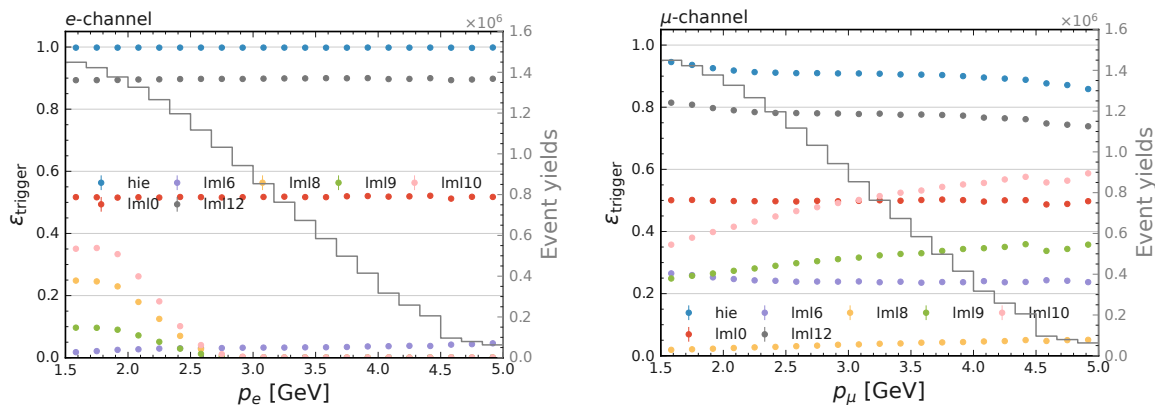 e-channel
×10⁶
1.0
0.8
0.6
0.4
0.2
0.0
ε_trigger
1.6
1.4
1.2
1.0
0.8
0.6
0.4
0.2
0.0
Event yields
hie lml6 lml8 lml9 lml10
lml0 lml12
1.5 2.0 2.5 3.0 3.5 4.0 4.5 5.0
p_e [GeV]
μ-channel
×10⁶
1.0
0.8
0.6
0.4
0.2
0.0
ε_trigger
1.6
1.4
1.2
1.0
0.8
0.6
0.4
0.2
0.0
Event yields
hie lml6 lml8 lml9 lml10
lml0 lml12
1.5 2.0 2.5 3.0 3.5 4.0 4.5 5.0
p_μ [GeV]